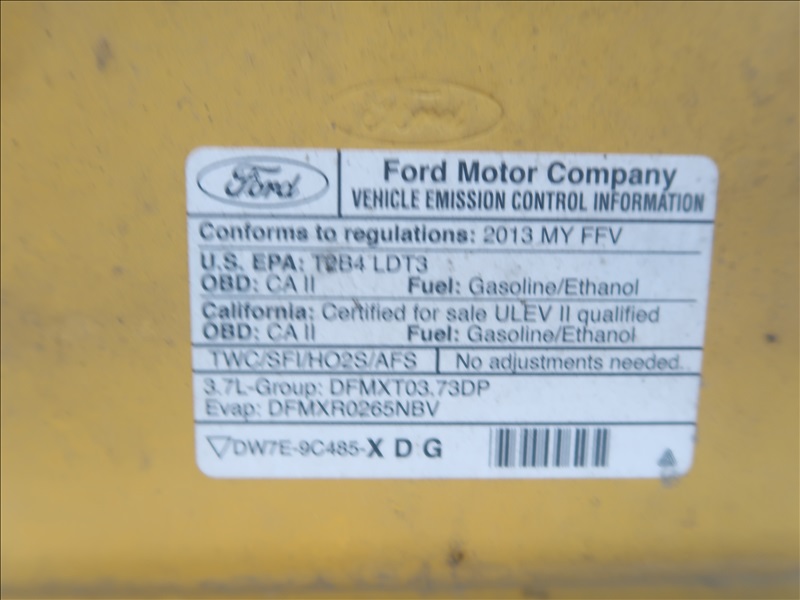 Ford
Ford
Ford Motor Company
VEHICLE EMISSION CONTROL INFORMATION
Conforms to regulations: 2013 MY FFV
U.S. EPA: T2B4 LDT3
OBD: CA II Fuel: Gasoline/Ethanol
California: Certified for sale ULEV II qualified
OBD: CA II Fuel: Gasoline/Ethanol
TWC/SFI/HO2S/AFS No adjustments needed.
3.7L-Group: DFMXT03.73DP
Evap: DFMXR0265NBV
▽DW7E-9C485-X D G